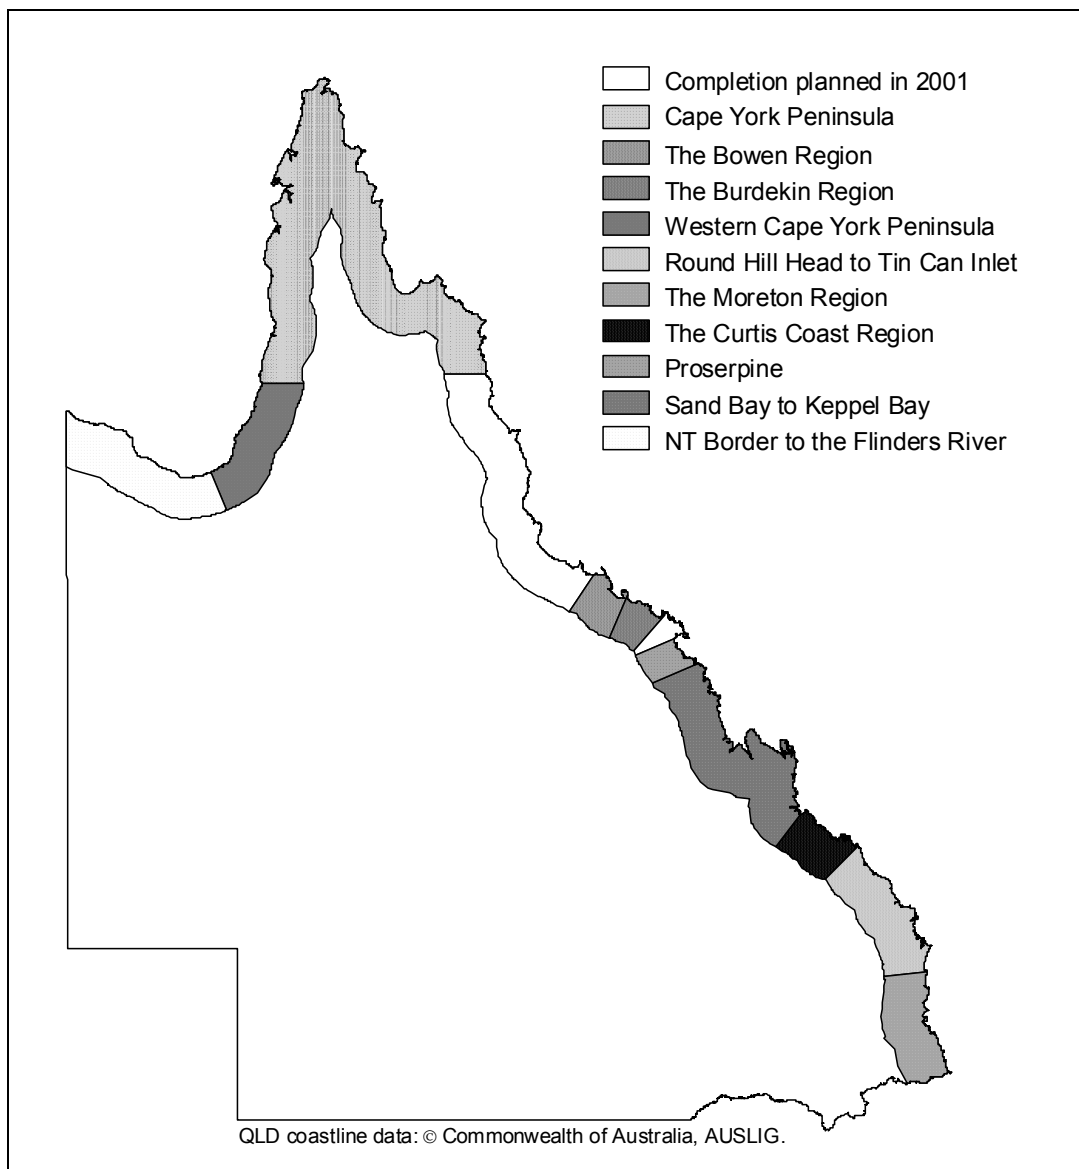 Completion planned in 2001
Cape York Peninsula
The Bowen Region
The Burdekin Region
Western Cape York Peninsula
Round Hill Head to Tin Can Inlet
The Moreton Region
The Curtis Coast Region
Proserpine
Sand Bay to Keppel Bay
NT Border to the Flinders River
QLD coastline data: © Commonwealth of Australia, AUSLIG.